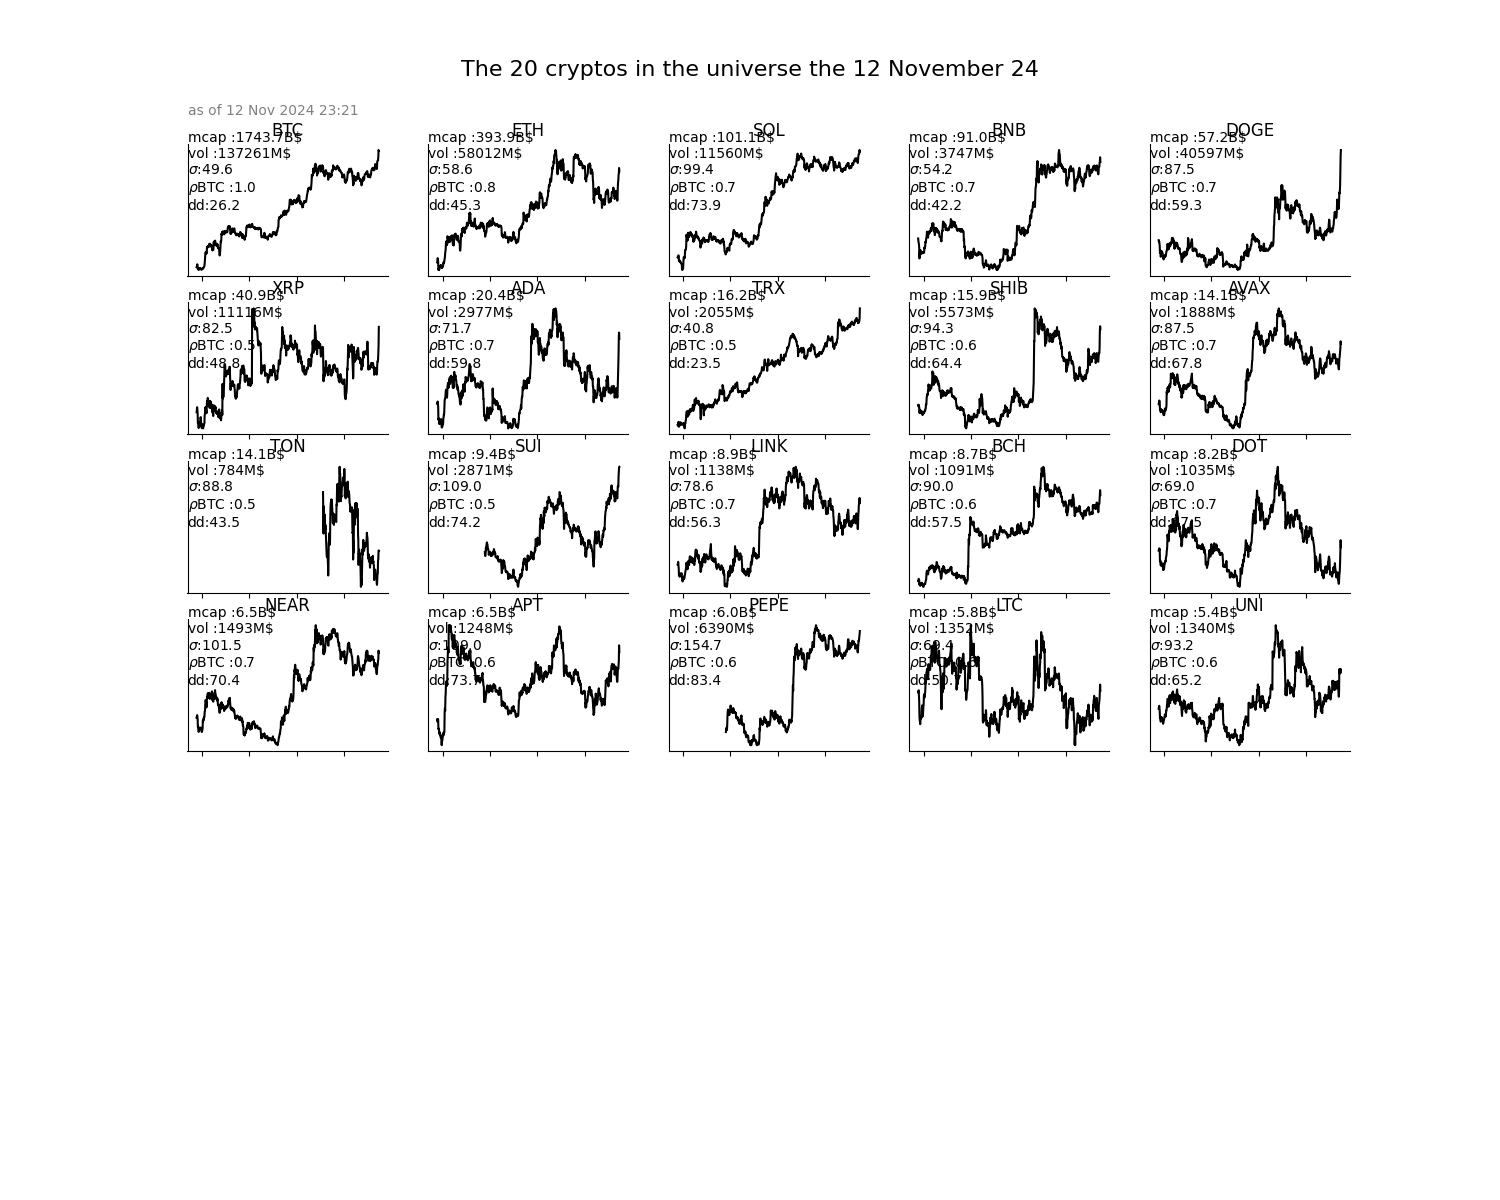 The 20 cryptos in the universe the 12 November 24
as of 12 Nov 2024 23:21
BTC
mcap :1743.7B$
vol :137261M$
σ:49.6
ρBTC :1.0
dd:26.2
ETH
mcap :393.9B$
vol :58012M$
σ:58.6
ρBTC :0.8
dd:45.3
SOL
mcap :101.1B$
vol :11560M$
σ:99.4
ρBTC :0.7
dd:73.9
BNB
mcap :91.0B$
vol :3747M$
σ:54.2
ρBTC :0.7
dd:42.2
DOGE
mcap :57.2B$
vol :40597M$
σ:87.5
ρBTC :0.7
dd:59.3
XRP
mcap :40.9B$
vol :11116M$
σ:82.5
ρBTC :0.5
dd:48.8
ADA
mcap :20.4B$
vol :2977M$
σ:71.7
ρBTC :0.7
dd:59.8
TRX
mcap :16.2B$
vol :2055M$
σ:40.8
ρBTC :0.5
dd:23.5
SHIB
mcap :15.9B$
vol :5573M$
σ:94.3
ρBTC :0.6
dd:64.4
AVAX
mcap :14.1B$
vol :1888M$
σ:87.5
ρBTC :0.7
dd:67.8
TON
mcap :14.1B$
vol :784M$
σ:88.8
ρBTC :0.5
dd:43.5
SUI
mcap :9.4B$
vol :2871M$
σ:109.0
ρBTC :0.5
dd:74.2
LINK
mcap :8.9B$
vol :1138M$
σ:78.6
ρBTC :0.7
dd:56.3
BCH
mcap :8.7B$
vol :1091M$
σ:90.0
ρBTC :0.6
dd:57.5
DOT
mcap :8.2B$
vol :1035M$
σ:69.0
ρBTC :0.7
NEAR
mcap :6.5B$
vol :1493M$
σ:101.5
ρBTC :0.7
dd:70.4
APT
mcap :6.5B$
vol :1248M$
ρBTC :0.6
PEPE
mcap :6.0B$
vol :6390M$
σ:154.7
ρBTC :0.6
dd:83.4
LTC
mcap :5.8B$
vol :1352M$
ρBTC
UNI
mcap :5.4B$
vol :1340M$
σ:93.2
ρBTC :0.6
dd:65.2